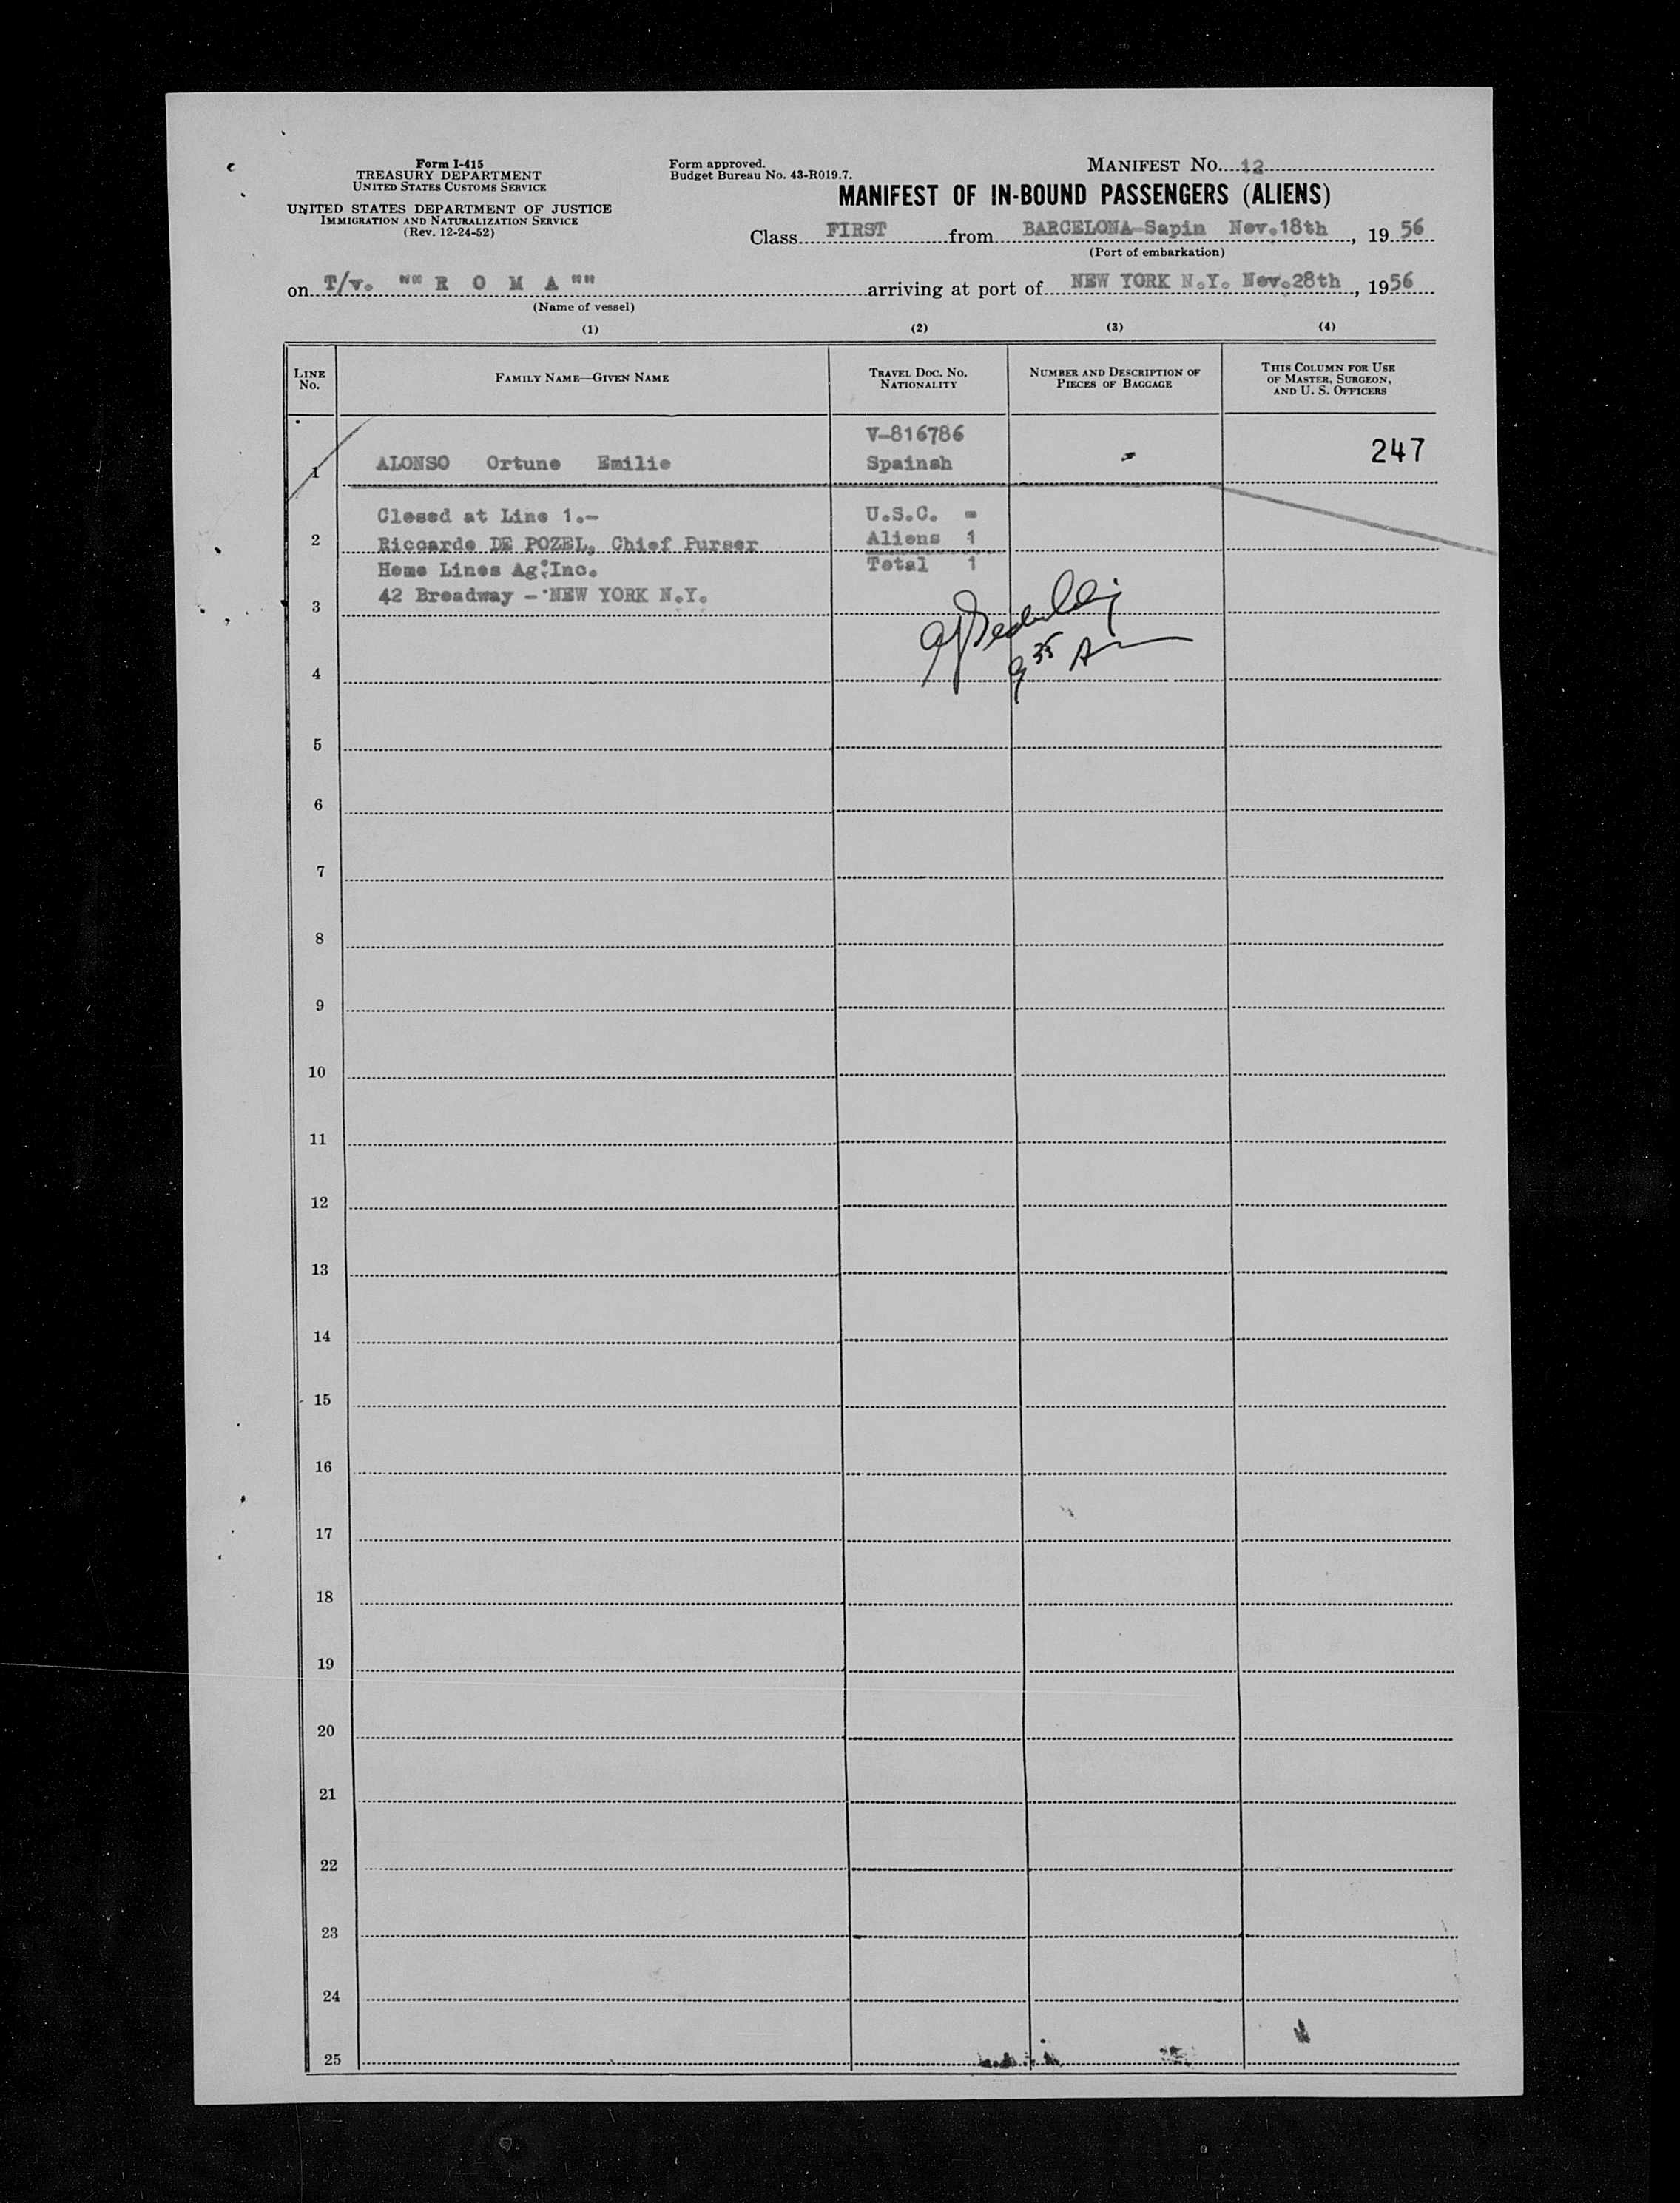 Form I-415
TREASURY DEPARTMENT
UNITED STATES CUSTOMS SERVICE
UNITED STATES DEPARTMENT OF JUSTICE
IMMIGRATION AND NATURALIZATION SERVICE
(Rev. 12-24-52)
Form approved.
Budget Bureau No. 43-R019.7.
MANIFEST NO. 12
MANIFEST OF IN-BOUND PASSENGERS (ALIENS)
Class FIRST from BARCELONA-Sapin Nov.18th, 1956
(Port of embarkation)
on T/v. "" R O M A "" arriving at port of NEW YORK N.Y. Nov.28th, 1956
(Name of vessel)
(1) (2) (3) (4)
LINE NO.
FAMILY NAME—GIVEN NAME
TRAVEL DOC. NO. NATIONALITY
NUMBER AND DESCRIPTION OF PIECES OF BAGGAGE
THIS COLUMN FOR USE OF MASTER, SURGEON, AND U. S. OFFICERS
V-816786
1 ALONSO Ortune Emilie Spainsh - 247
Closed at Line 1.- U.S.C. =
2 Riccardo DE POZEL, Chief Purser Aliens 1
Home Lines Ag:Inc. Total 1
3 42 Broadway - NEW YORK N.Y.
9 35 A
4
5
6
7
8
9
10
11
12
13
14
15
16
17
18
19
20
21
22
23
24
25